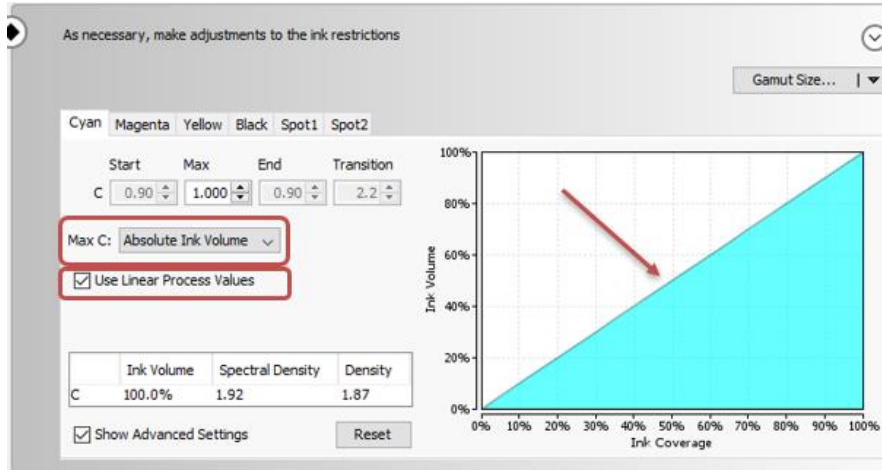 As necessary, make adjustments to the ink restrictions
Gamut Size...
Cyan Magenta Yellow Black Spot1 Spot2
Start Max End Transition
C 0.90 1.000 0.90 2.2
Max C: Absolute Ink Volume
Use Linear Process Values
Ink Volume Spectral Density Density
C 100.0% 1.92 1.87
Show Advanced Settings Reset
100%
80%
60%
40%
20%
0%
Ink Volume
0% 10% 20% 30% 40% 50% 60% 70% 80% 90% 100%
Ink Coverage